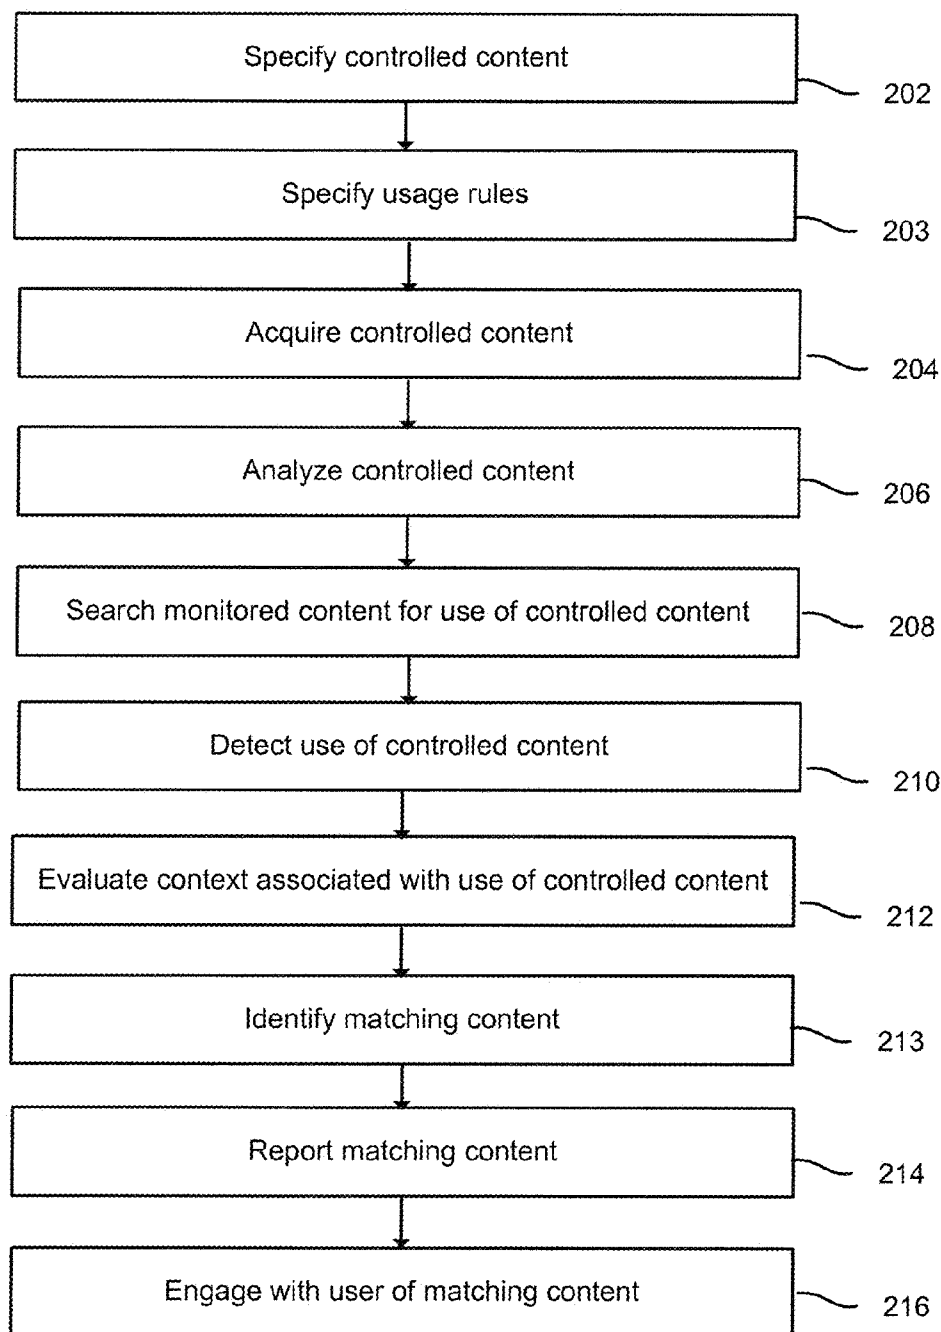 Specify controlled content
202
Specify usage rules
203
Acquire controlled content
204
Analyze controlled content
206
Search monitored content for use of controlled content
208
Detect use of controlled content
210
Evaluate context associated with use of controlled content
212
Identify matching content
213
Report matching content
214
Engage with user of matching content
216